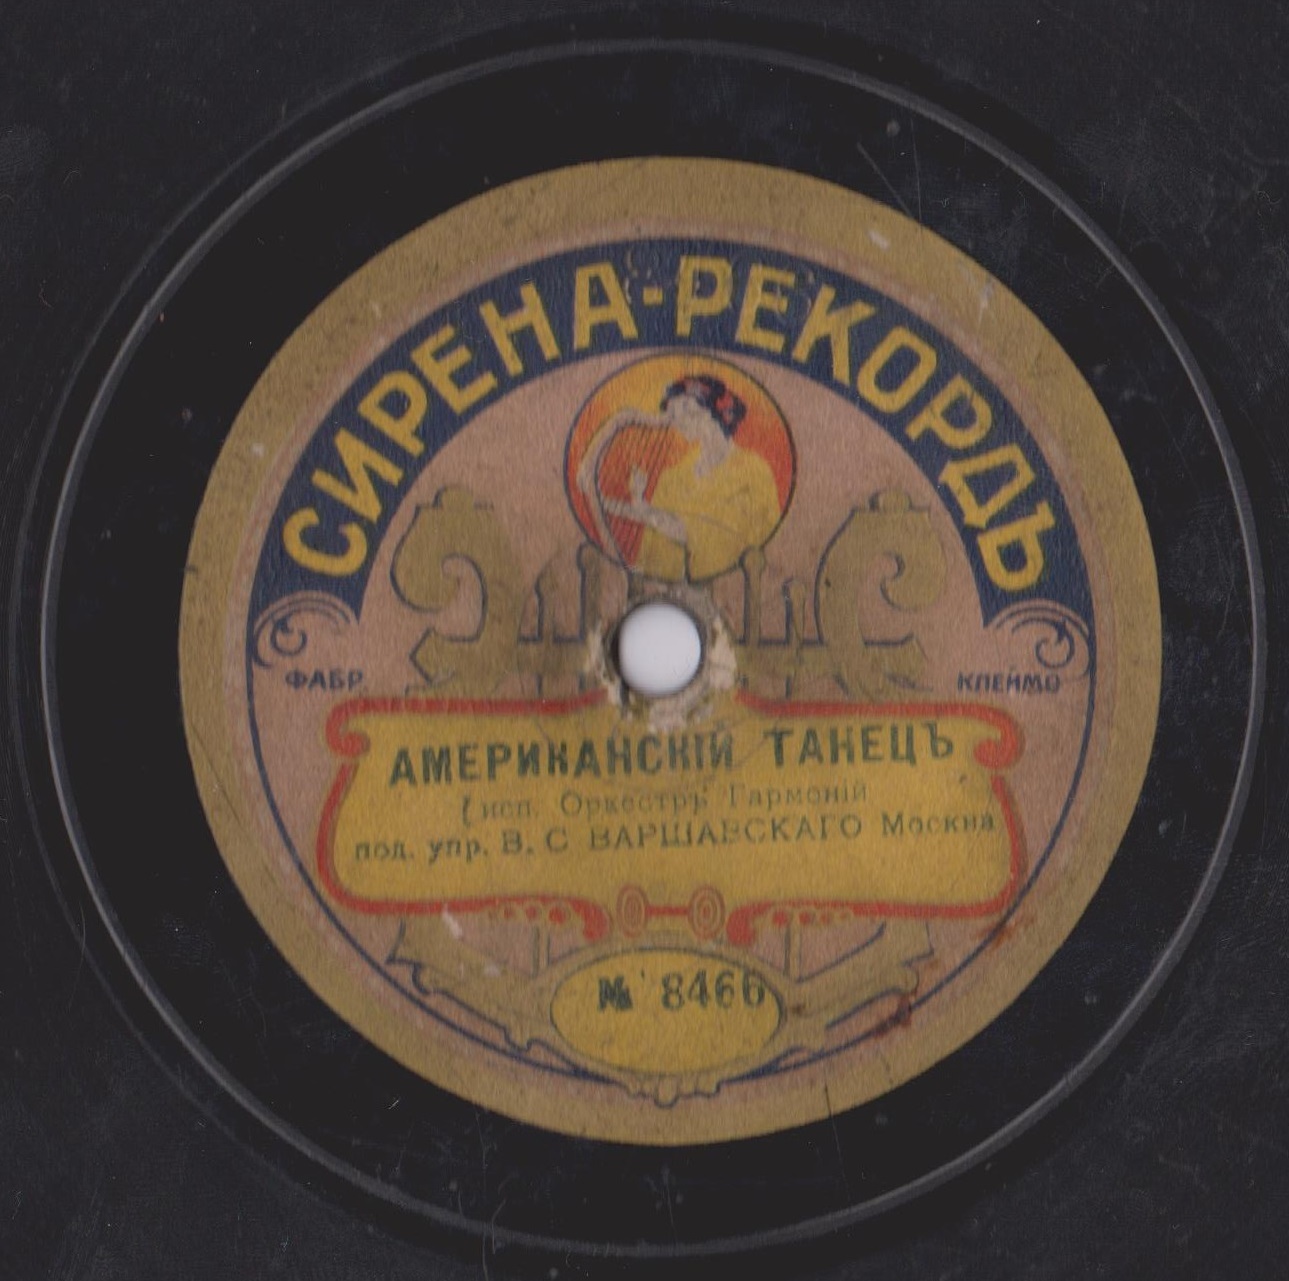 СИРЕНА-РЕКОРДЪ
ФАБР. КЛЕЙМО
АМЕРИКАНСКІЙ ТАНЕЦЪ
исп. Оркестръ Гармоній
под. упр. В. С ВАРШАВСКАГО Москва
№ 8466